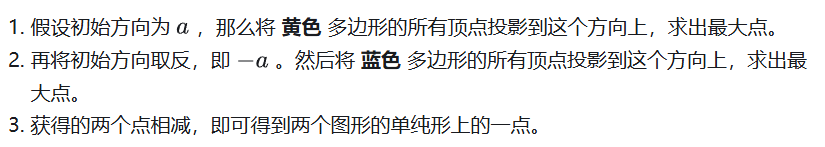 1. 假设初始方向为 a ，那么将 黄色 多边形的所有顶点投影到这个方向上，求出最大点。
2. 再将初始方向取反，即 −a 。然后将 蓝色 多边形的所有顶点投影到这个方向上，求出最
大点。
3. 获得的两个点相减，即可得到两个图形的单纯形上的一点。